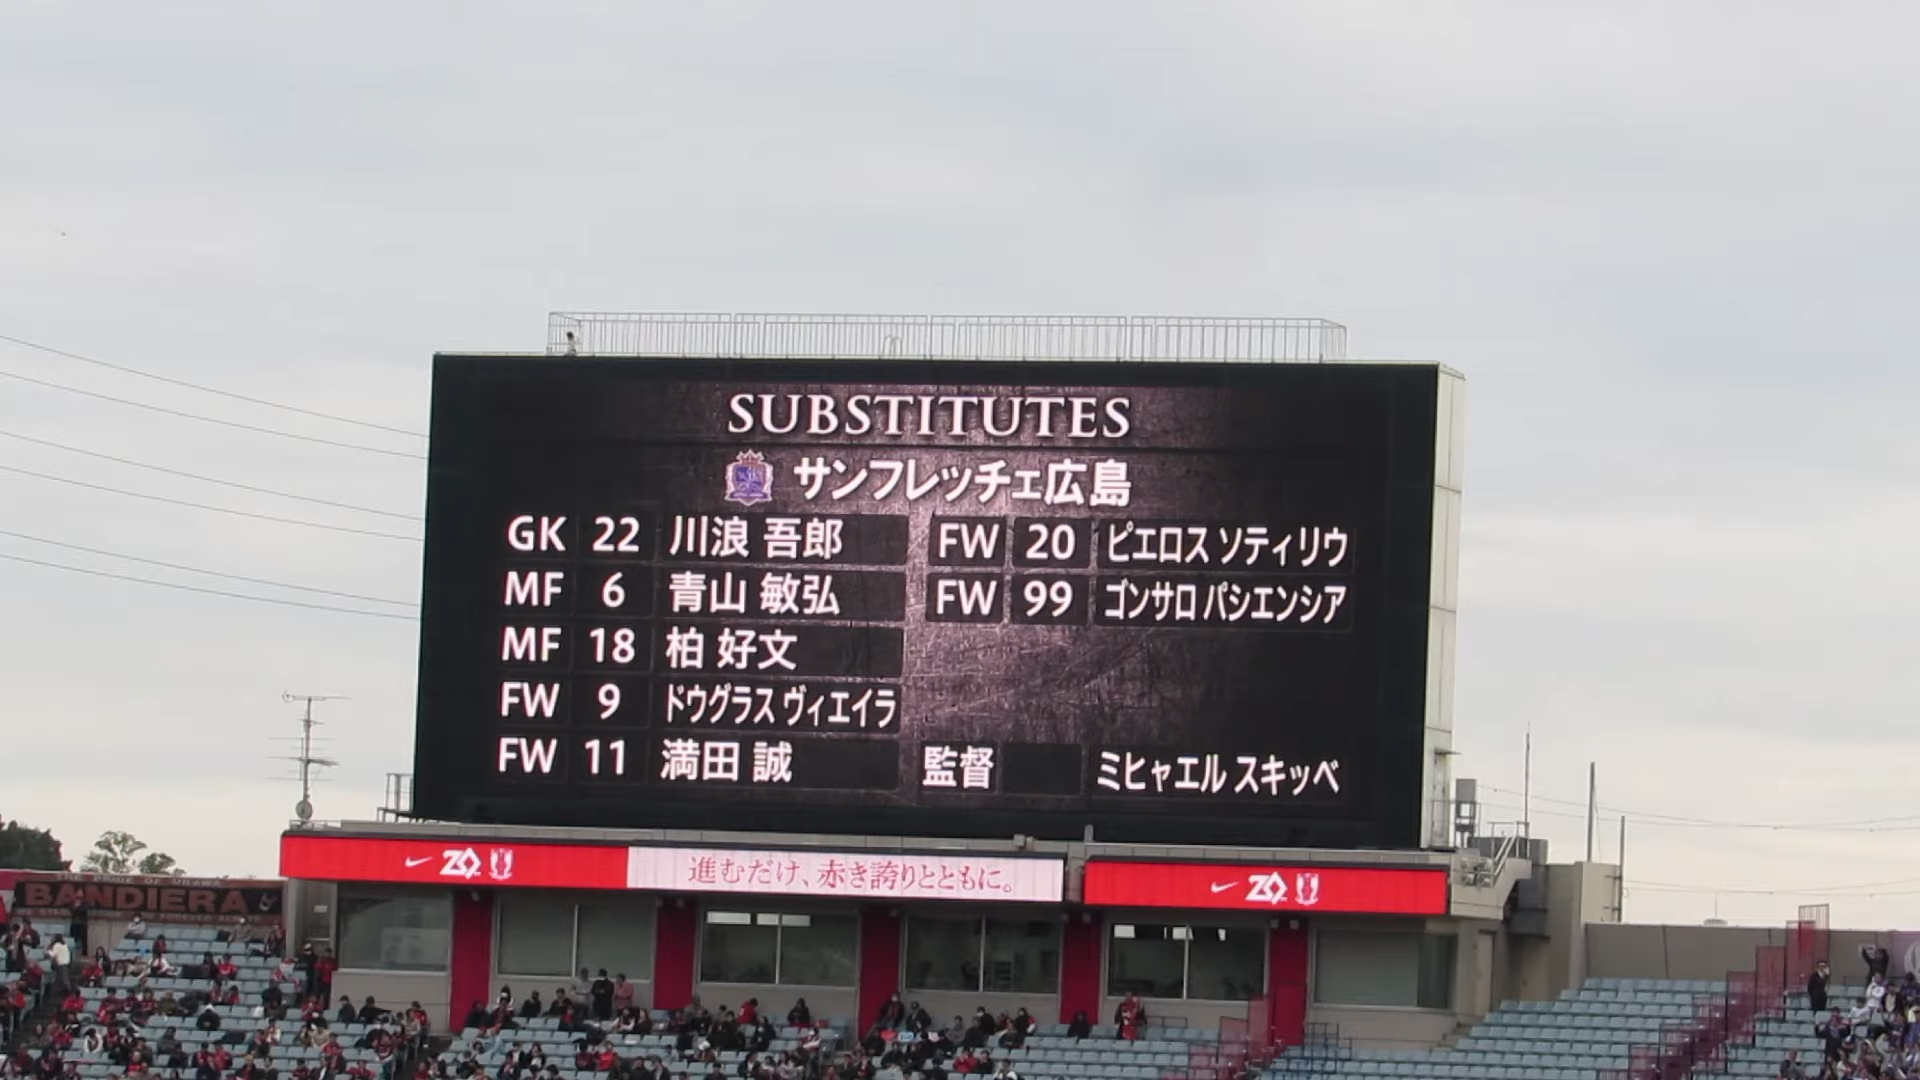 SUBSTITUTES
サンフレッチェ広島
GK 22 川浪 吾郎
MF 6 青山 敏弘
MF 18 柏 好文
FW 9 ドウグラス ヴィエイラ
FW 11 満田 誠
FW 20 ピエロス ソティリウ
FW 99 ゴンサロ パシエンシア
監督 ミヒャエル スキッベ
進むだけ、赤き誇りとともに。
BANDIERA